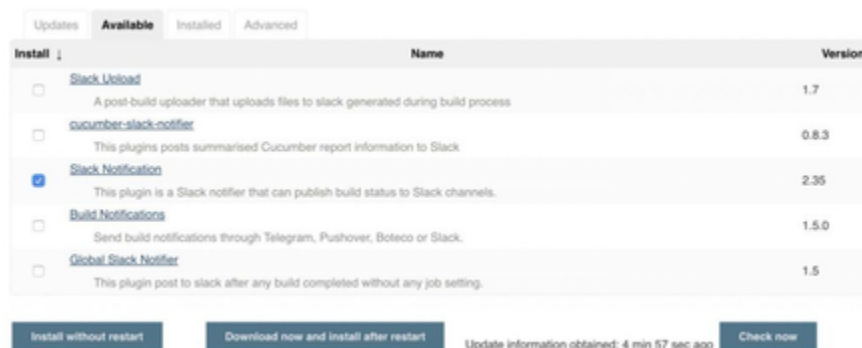 Updates Available Installed Advanced
Install ↓ Name Version
Slack Upload
A post-build uploader that uploads files to slack generated during build process
1.7
cucumber-slack-notifier
This plugins posts summarised Cucumber report information to Slack
0.8.3
Slack Notification
This plugin is a Slack notifier that can publish build status to Slack channels.
2.35
Build Notifications
Send build notifications through Telegram, Pushover, Boteco or Slack.
1.5.0
Global Slack Notifier
This plugin post to slack after any build completed without any job setting.
1.5
Install without restart Download now and install after restart Update information obtained: 4 min 57 sec ago Check now